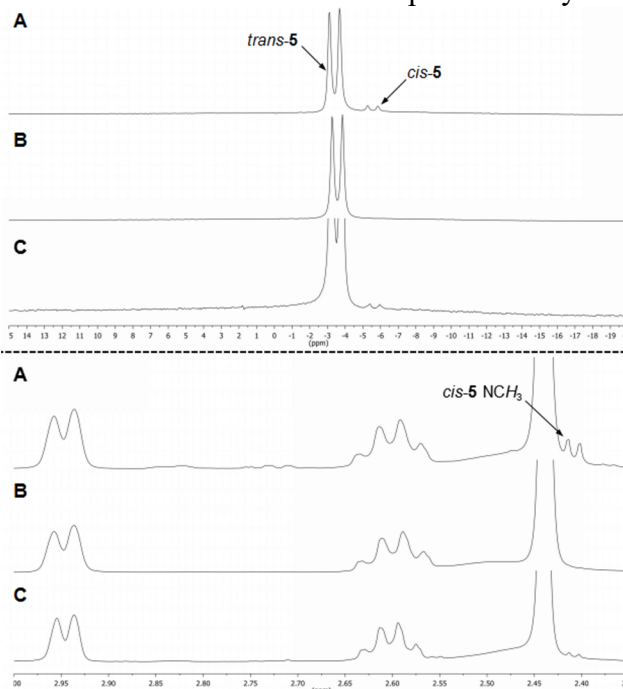 A
trans-5
cis-5
B
C
5 14 13 12 11 10 9 8 7 6 5 4 3 2 1 0 -1 -2 -3 -4 -5 -6 -7 -8 -9 -10 -11 -12 -13 -14 -15 -16 -17 -18 -19
(ppm)
A
cis-5 NCH3
B
C
00 2.95 2.90 2.85 2.80 2.75 2.70 2.65 2.60 2.55 2.50 2.45 2.40